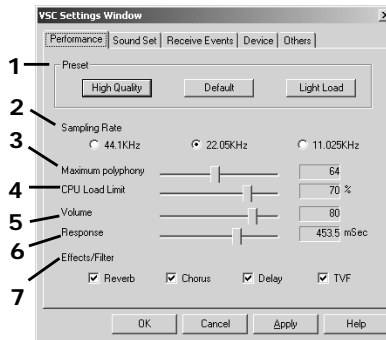 VSC Settings Window
Performance Sound Set Receive Events Device Others
1 Preset
High Quality Default Light Load
2 Sampling Rate
44.1KHz 22.05KHz 11.025KHz
3 Maximum polyphony 64
4 CPU Load Limit 70 %
5 Volume 80
6 Response 453.5 mSec
7 Effects/Filter
Reverb Chorus Delay TVF
OK Cancel Apply Help